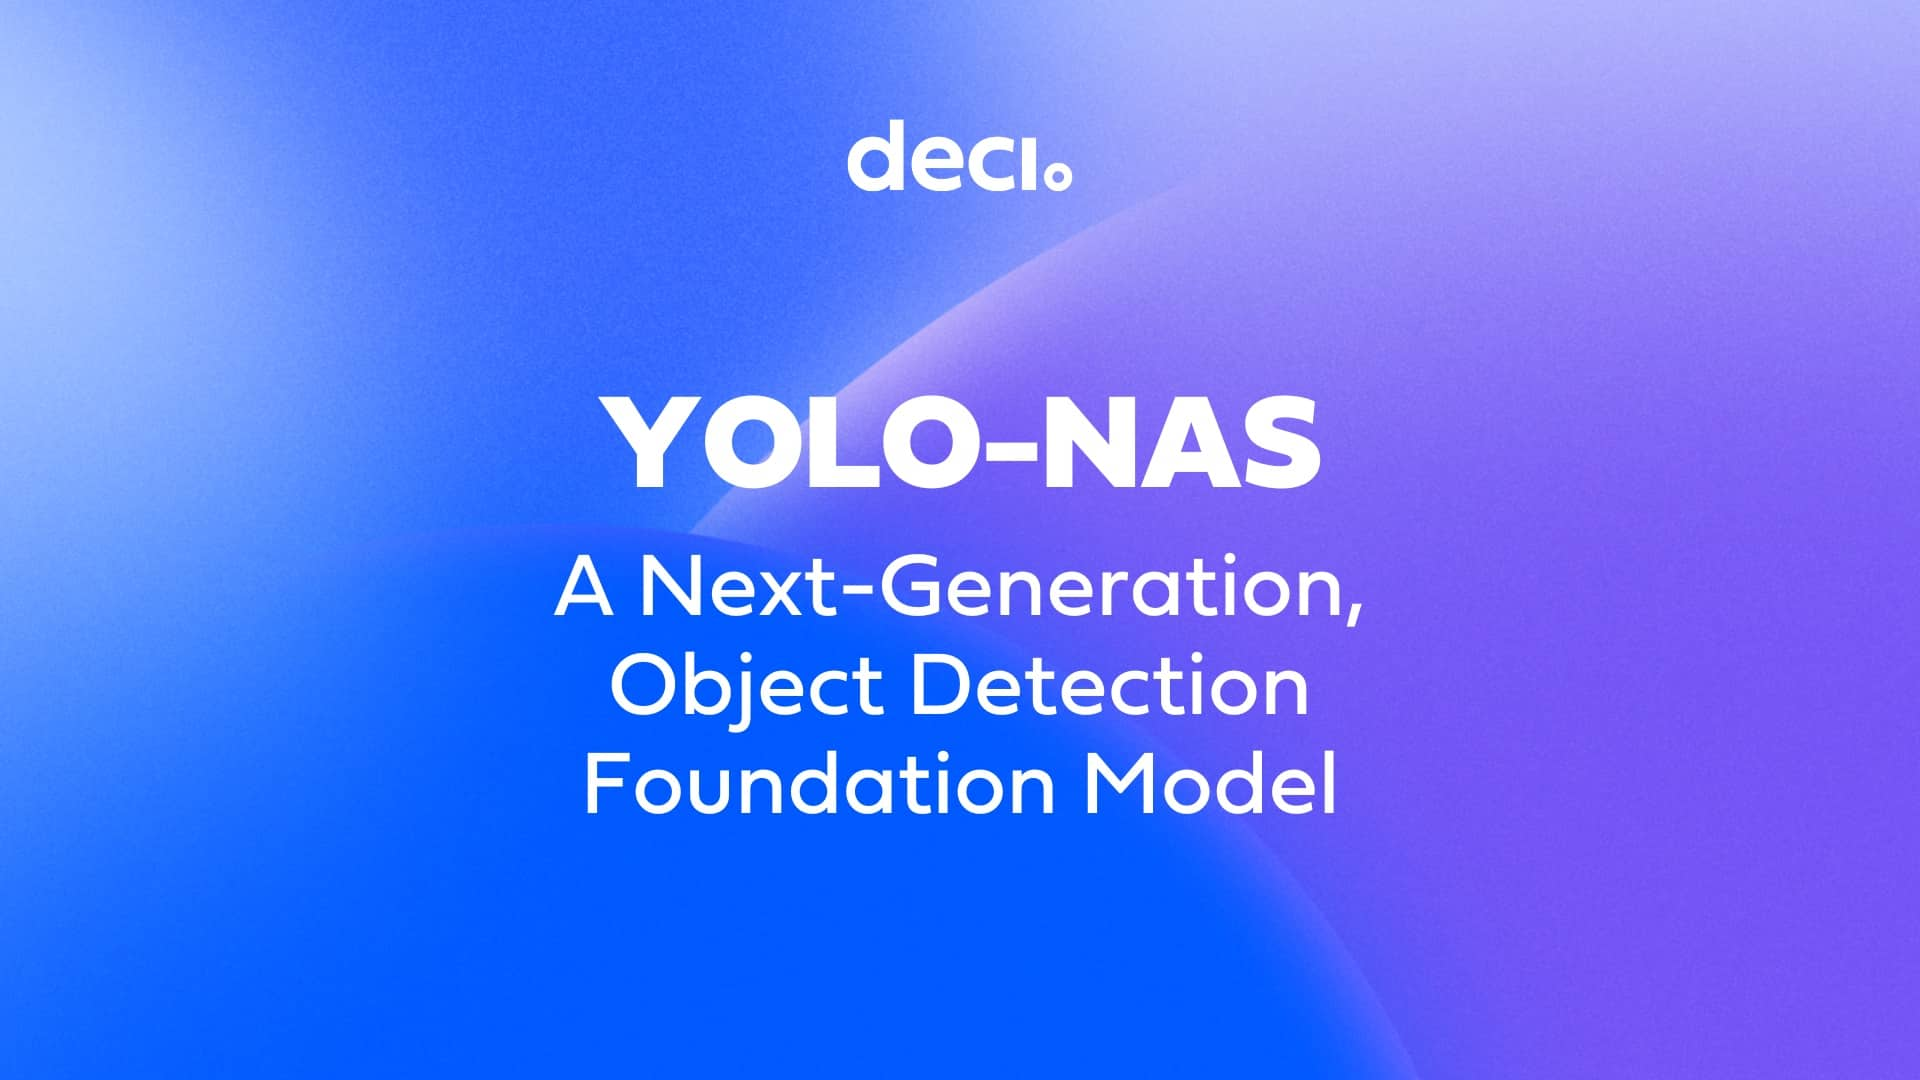 deci
YOLO-NAS
A Next-Generation,
Object Detection
Foundation Model